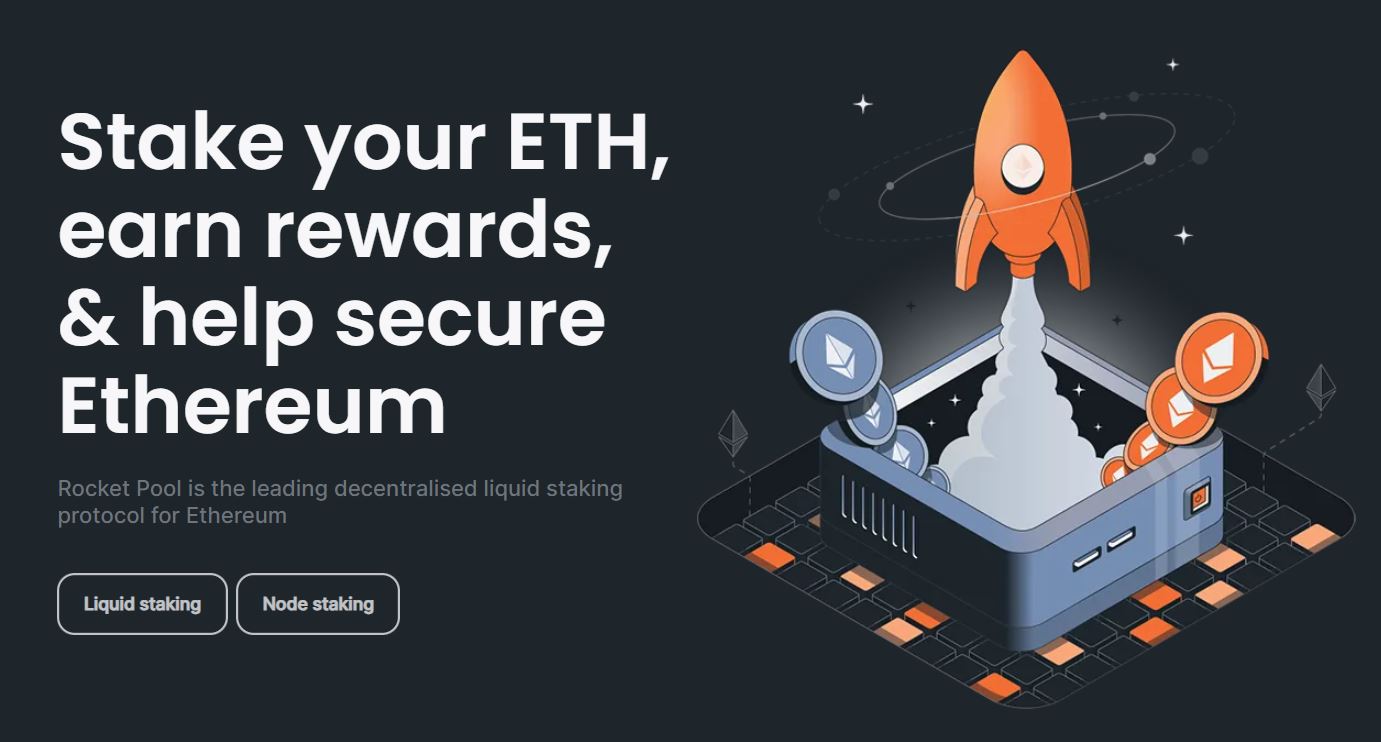 Stake your ETH,
earn rewards,
& help secure
Ethereum
Rocket Pool is the leading decentralised liquid staking
protocol for Ethereum
Liquid staking
Node staking